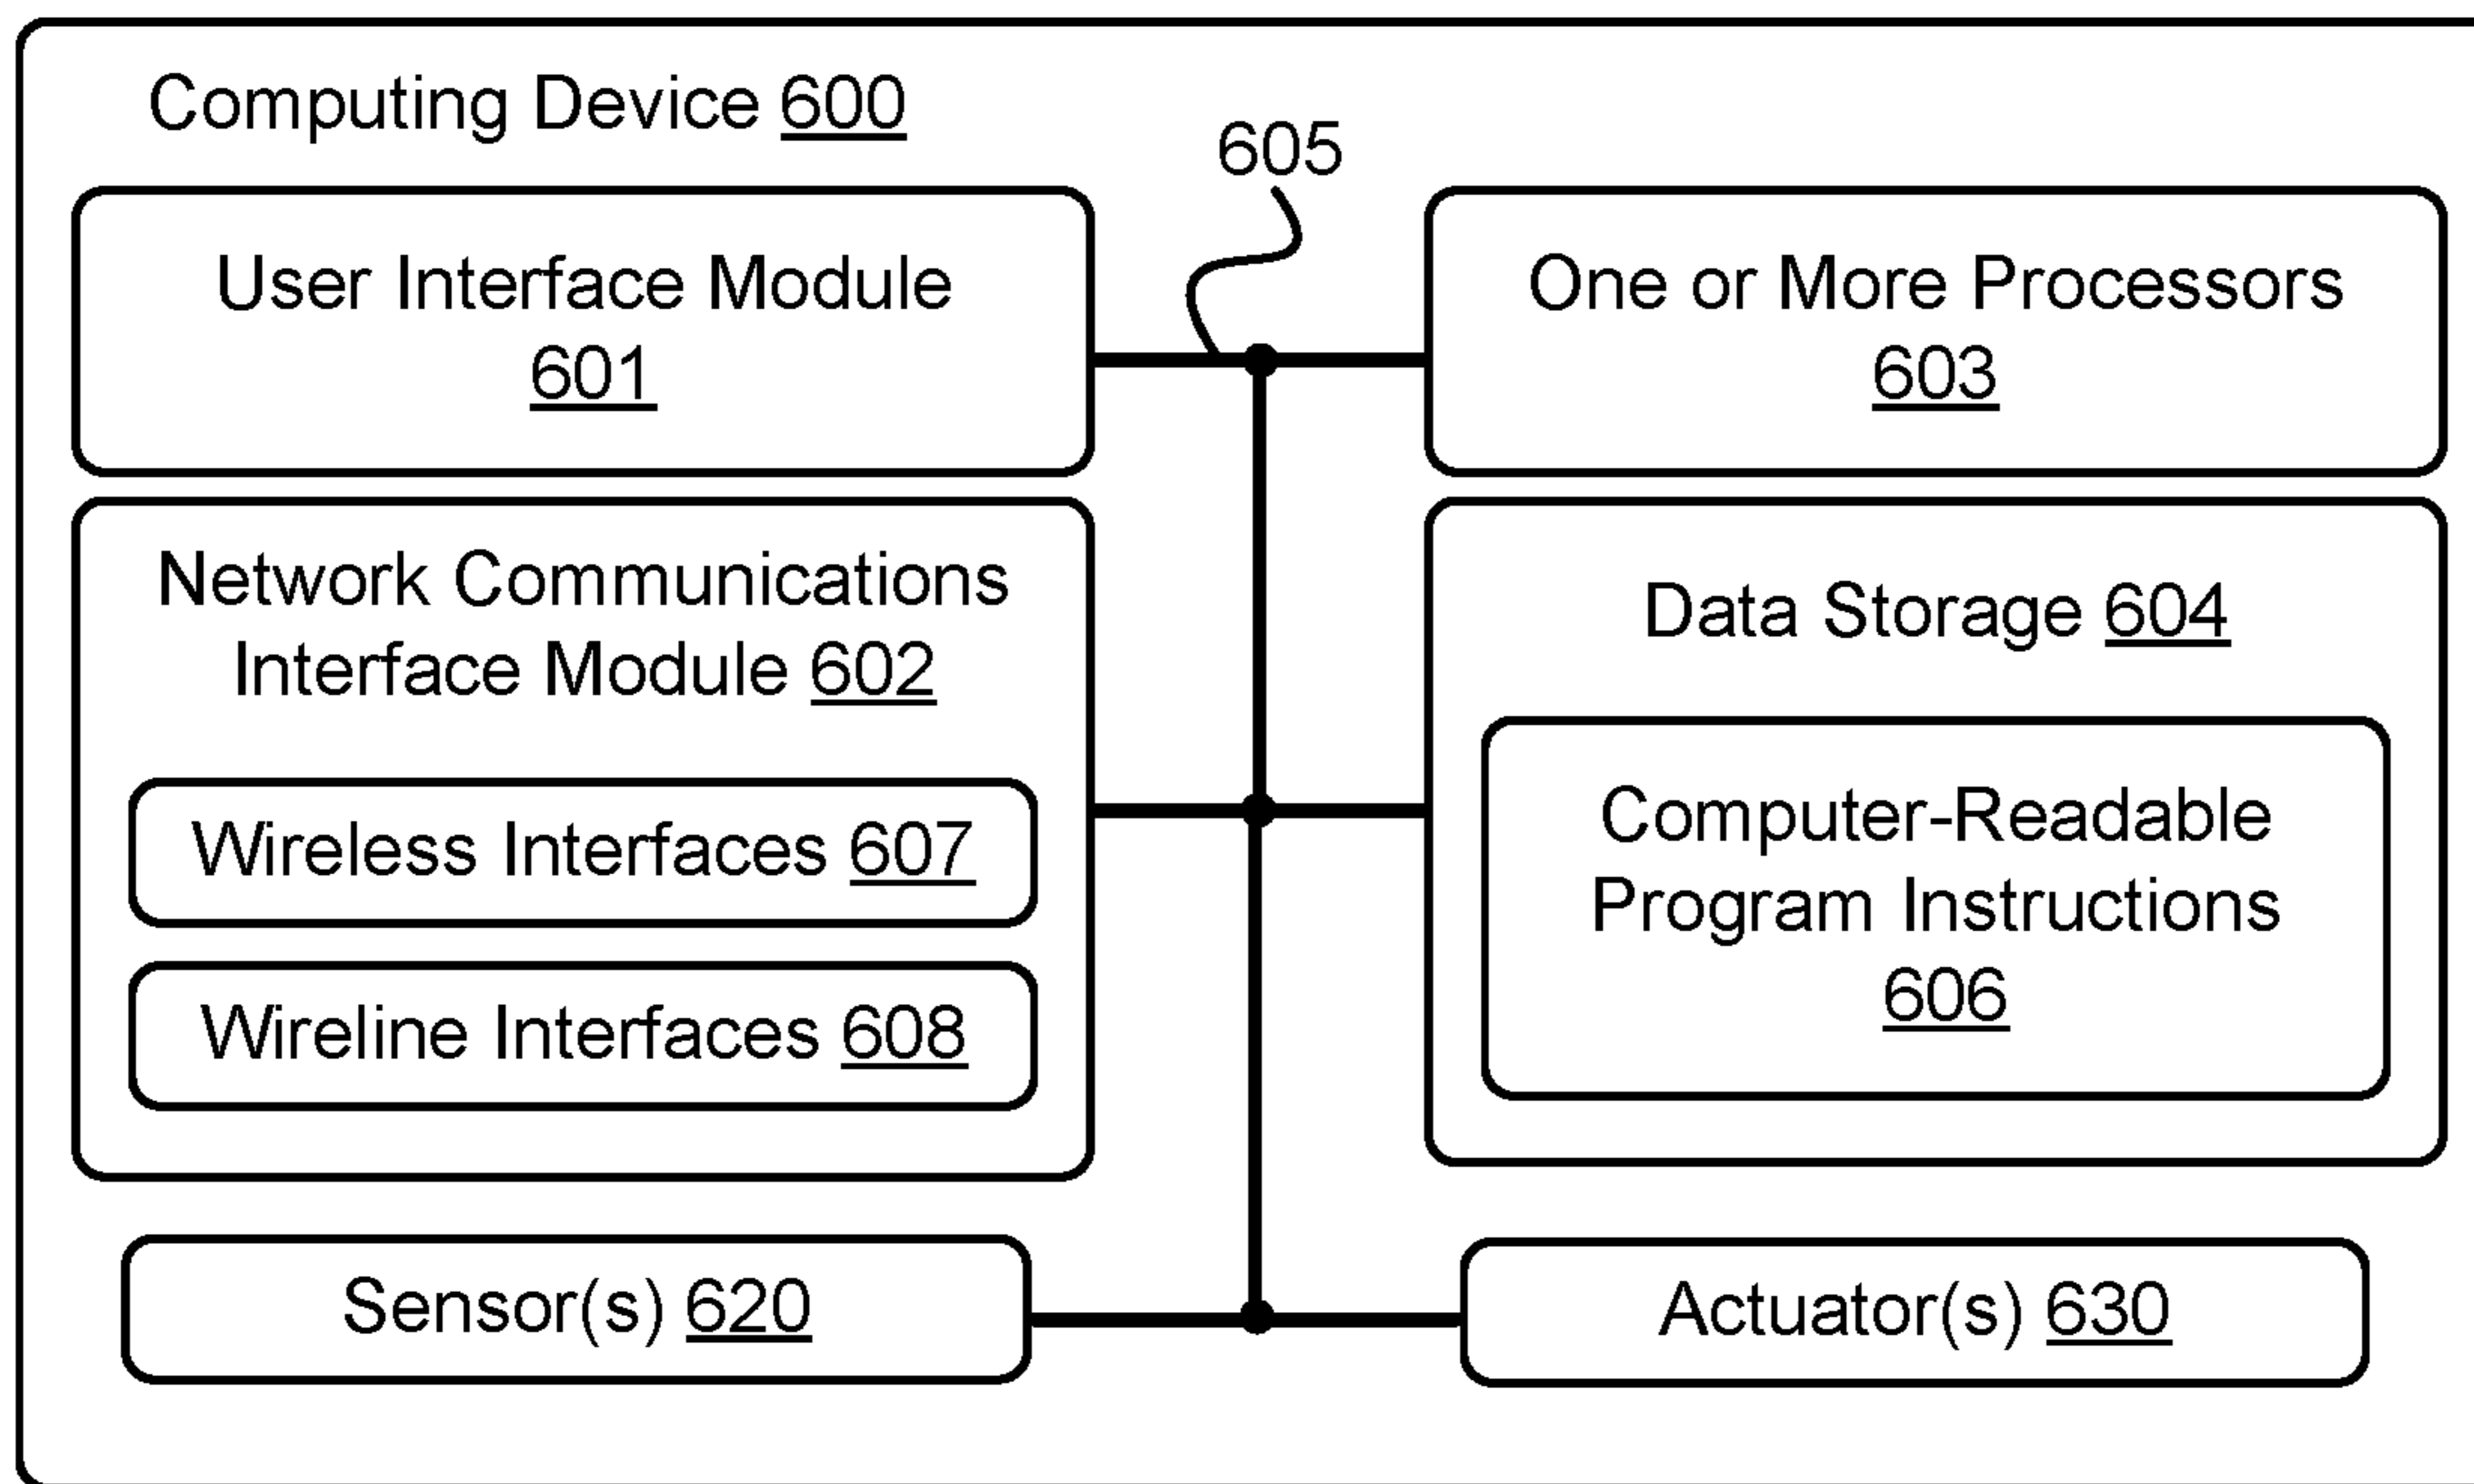 Computing Device 600
605
User Interface Module
601
One or More Processors
603
Network Communications
Interface Module 602
Wireless Interfaces 607
Wireline Interfaces 608
Data Storage 604
Computer-Readable
Program Instructions
606
Sensor(s) 620
Actuator(s) 630